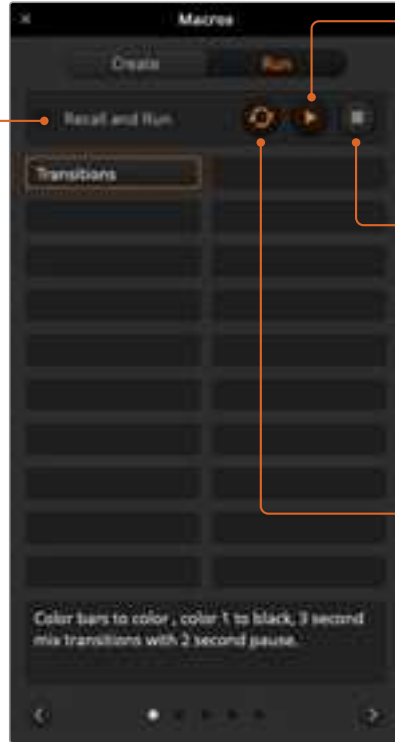 Macros
Create
Run
Recall and Run
Transitions
Color bars to color , color 1 to black, 3 second
mix transitions with 2 second pause.